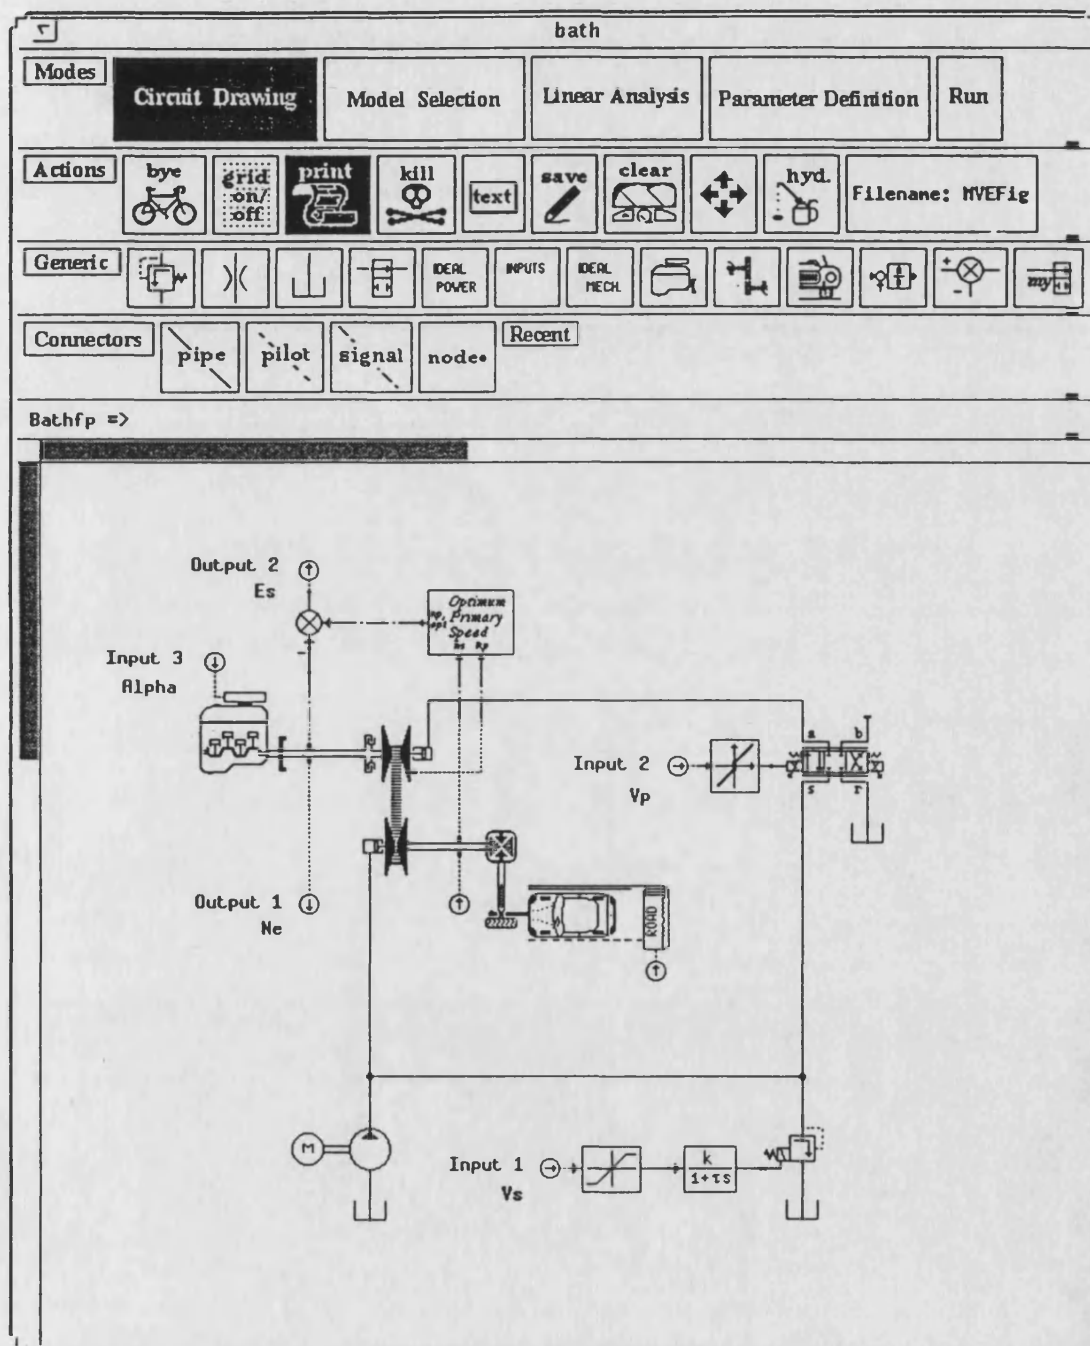 bath
Modes
Circuit Drawing
Model Selection
Linear Analysis
Parameter Definition
Run
Actions
bye
grid
on/
off
print
kill
text
save
clear
hyd.
Filename: MVEFig
Generic
IDEAL
POWER
INPUTS
IDEAL
MECH.
+
-
my
Connectors
pipe
pilot
signal
node•
Recent
Bathfp =>
Output 2
Es
Optimum
Primary
Speed
Input 3
Alpha
-
a
b
Input 2
Vp
s
r
Output 1
Ne
ROAD
M
Input 1
Vs
k
1+τs